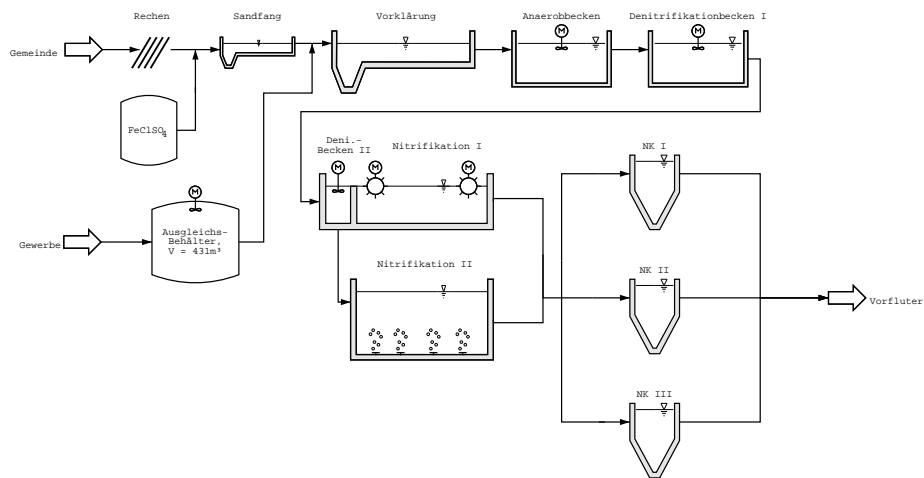 Rechen
Sandfang
Vorklärung
Anaerobbecken
Denitrifikationbecken I
M
M
Gemeinde
FeClSO4
Deni.-
Becken II
Nitrifikation I
NK I
M
M
M
M
Ausgleichs-
Behälter,
V = 431m³
Gewerbe
Nitrifikation II
NK II
Vorfluter
NK III